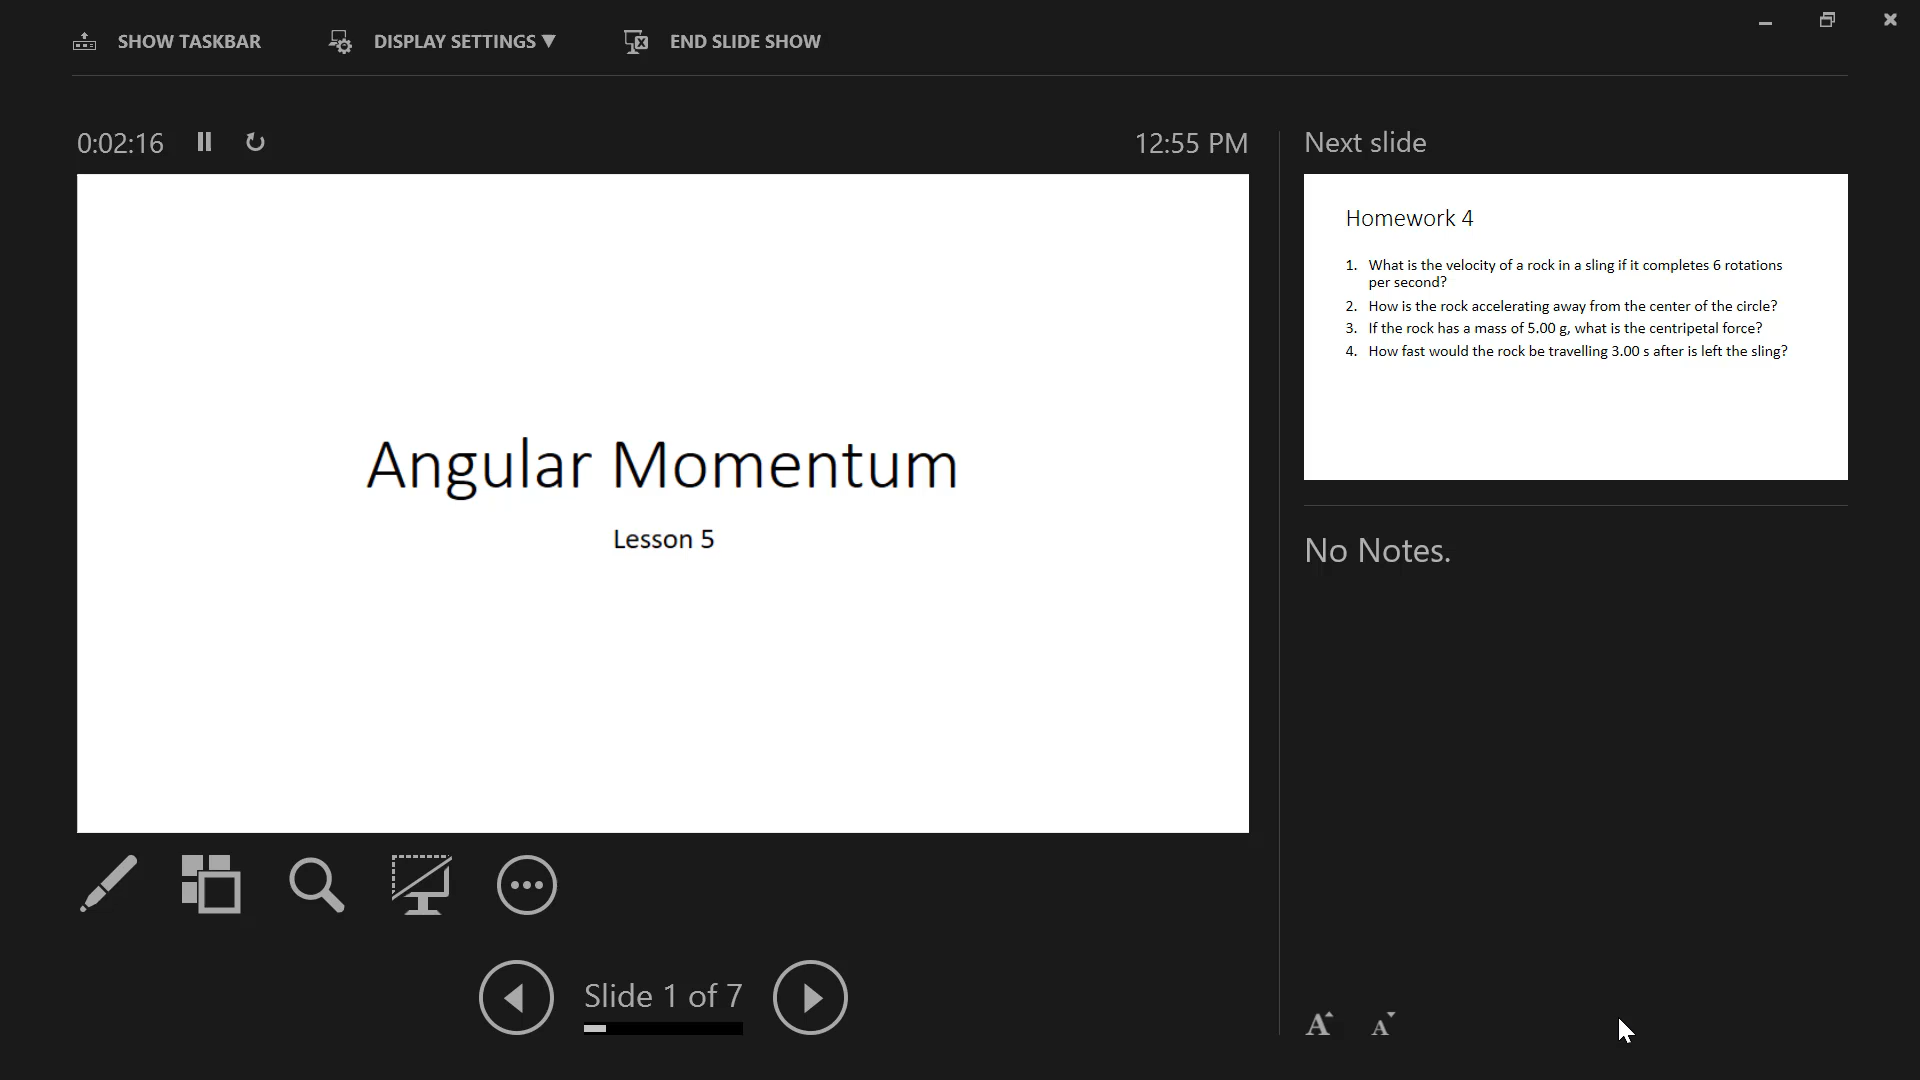 SHOW TASKBAR
DISPLAY SETTINGS ▼
END SLIDE SHOW
0:02:16
12:55 PM
Angular Momentum
Lesson 5
Slide 1 of 7
Next slide
Homework 4
1. What is the velocity of a rock in a sling if it completes 6 rotations
per second?
2. How is the rock accelerating away from the center of the circle?
3. If the rock has a mass of 5.00 g, what is the centripetal force?
4. How fast would the rock be travelling 3.00 s after is left the sling?
No Notes.
A A